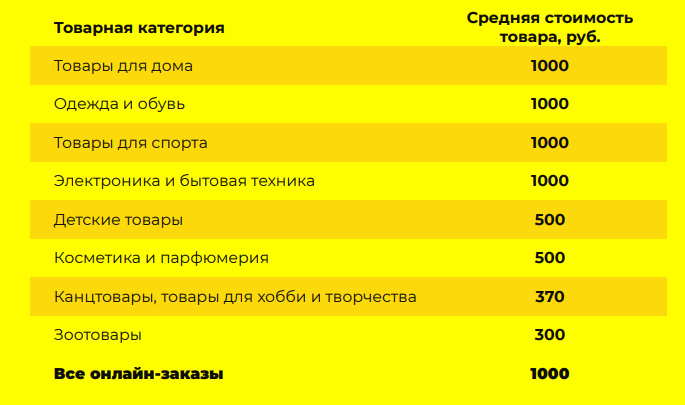 Товарная категория
Средняя стоимость
товара, руб.
Товары для дома 1000
Одежда и обувь 1000
Товары для спорта 1000
Электроника и бытовая техника 1000
Детские товары 500
Косметика и парфюмерия 500
Канцтовары, товары для хобби и творчества 370
Зоотовары 300
Все онлайн-заказы 1000